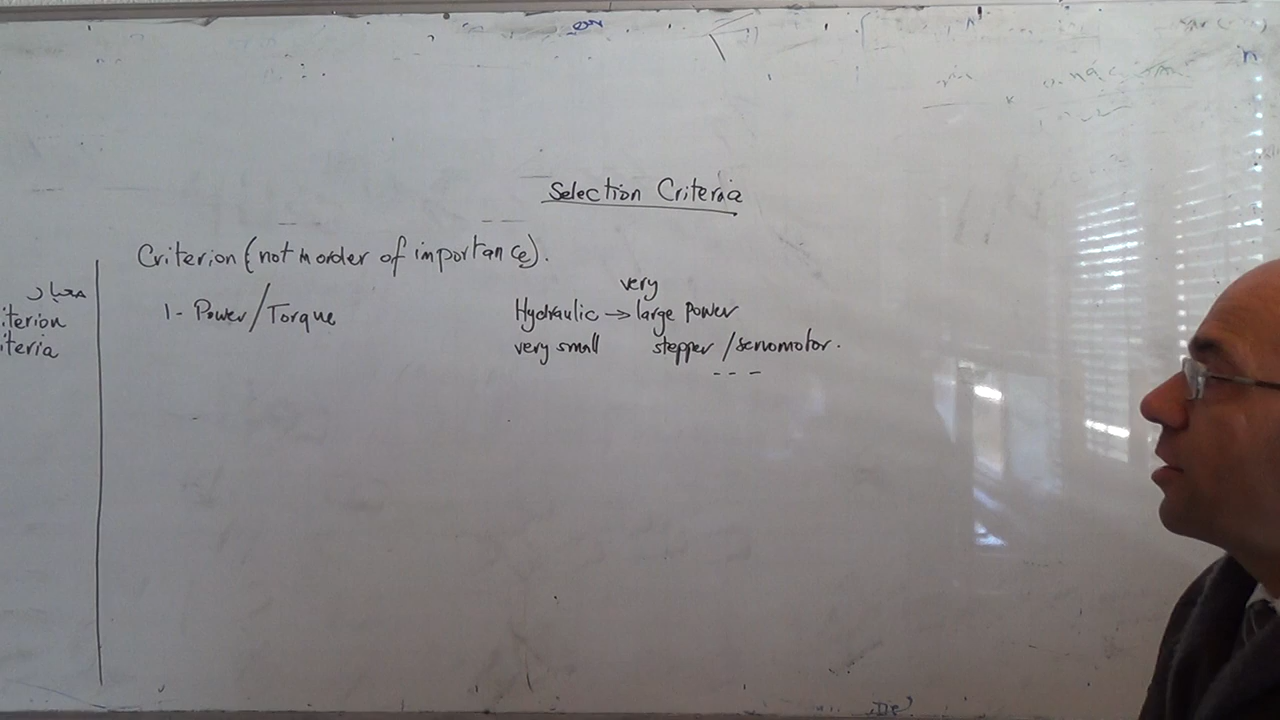 Selection Criteria
Criterion (not in order of importance).
معيار
iterion
iteria
1- Power/Torque
very
Hydraulic → large power
very small stepper/servomotor.
- - -